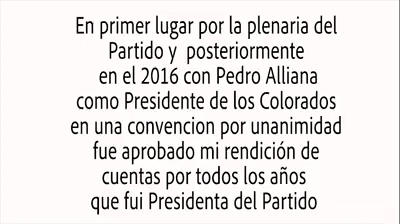 En primer lugar por la plenaria del
Partido y posteriormente
en el 2016 con Pedro Alliana
como Presidente de los Colorados
en una convencion por unanimidad
fue aprobado mi rendición de
cuentas por todos los años
que fui Presidenta del Partido